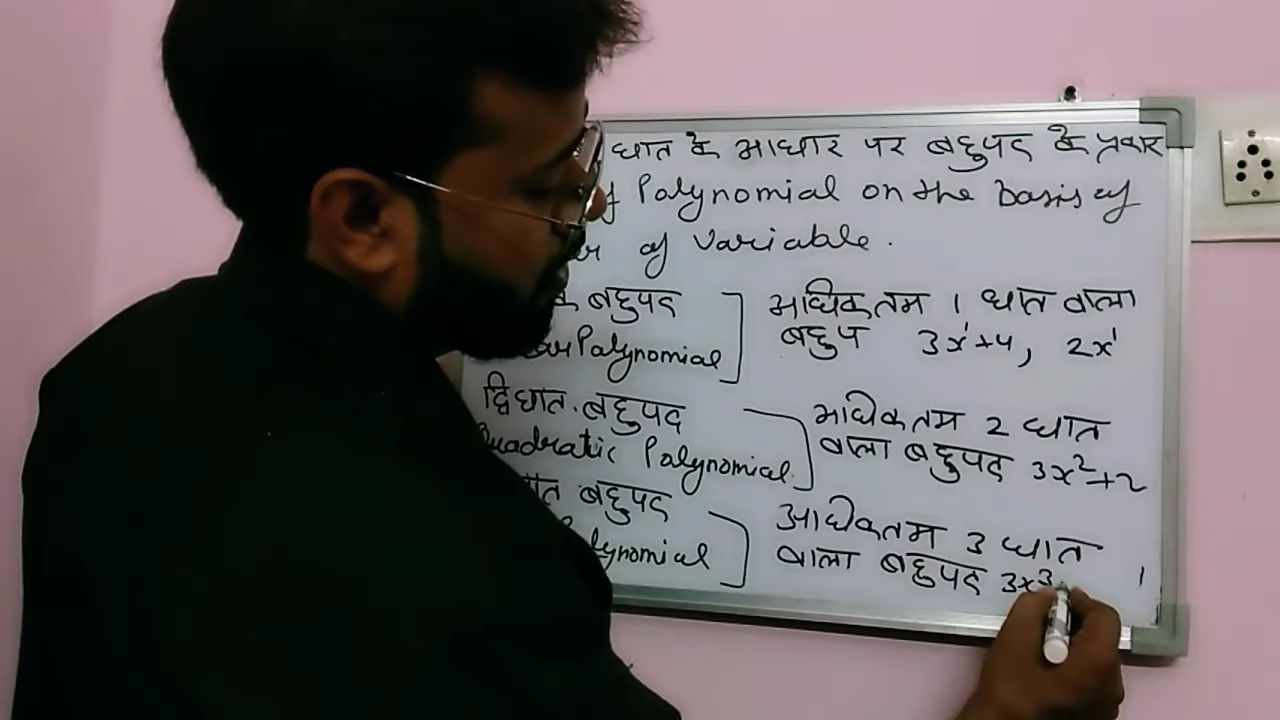 घात के आधार पर बहुपद के प्रकार
Polynomial on the basis of
of variable.
बहुपद
Polynomial
अधिकतम 1 घात वाला
बहुप 3x¹+4, 2x¹
द्विघात बहुपद
Quadratic Polynomial
अधिकतम 2 घात
वाला बहुपद 3x²+2
बहुपद
अधिकतम 3 घात
वाला बहुपद 3x³